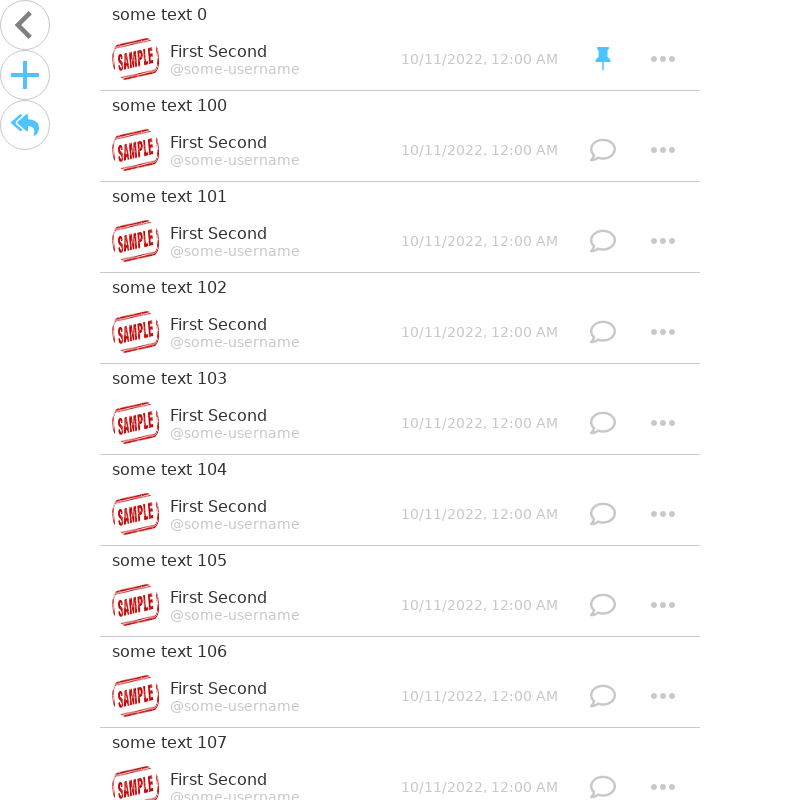 some text 0
SAMPLE
First Second
@some-username
10/11/2022, 12:00 AM
some text 100
SAMPLE
First Second
@some-username
10/11/2022, 12:00 AM
some text 101
SAMPLE
First Second
@some-username
10/11/2022, 12:00 AM
some text 102
SAMPLE
First Second
@some-username
10/11/2022, 12:00 AM
some text 103
SAMPLE
First Second
@some-username
10/11/2022, 12:00 AM
some text 104
SAMPLE
First Second
@some-username
10/11/2022, 12:00 AM
some text 105
SAMPLE
First Second
@some-username
10/11/2022, 12:00 AM
some text 106
SAMPLE
First Second
@some-username
10/11/2022, 12:00 AM
some text 107
SAMPLE
First Second
@some-username
10/11/2022, 12:00 AM